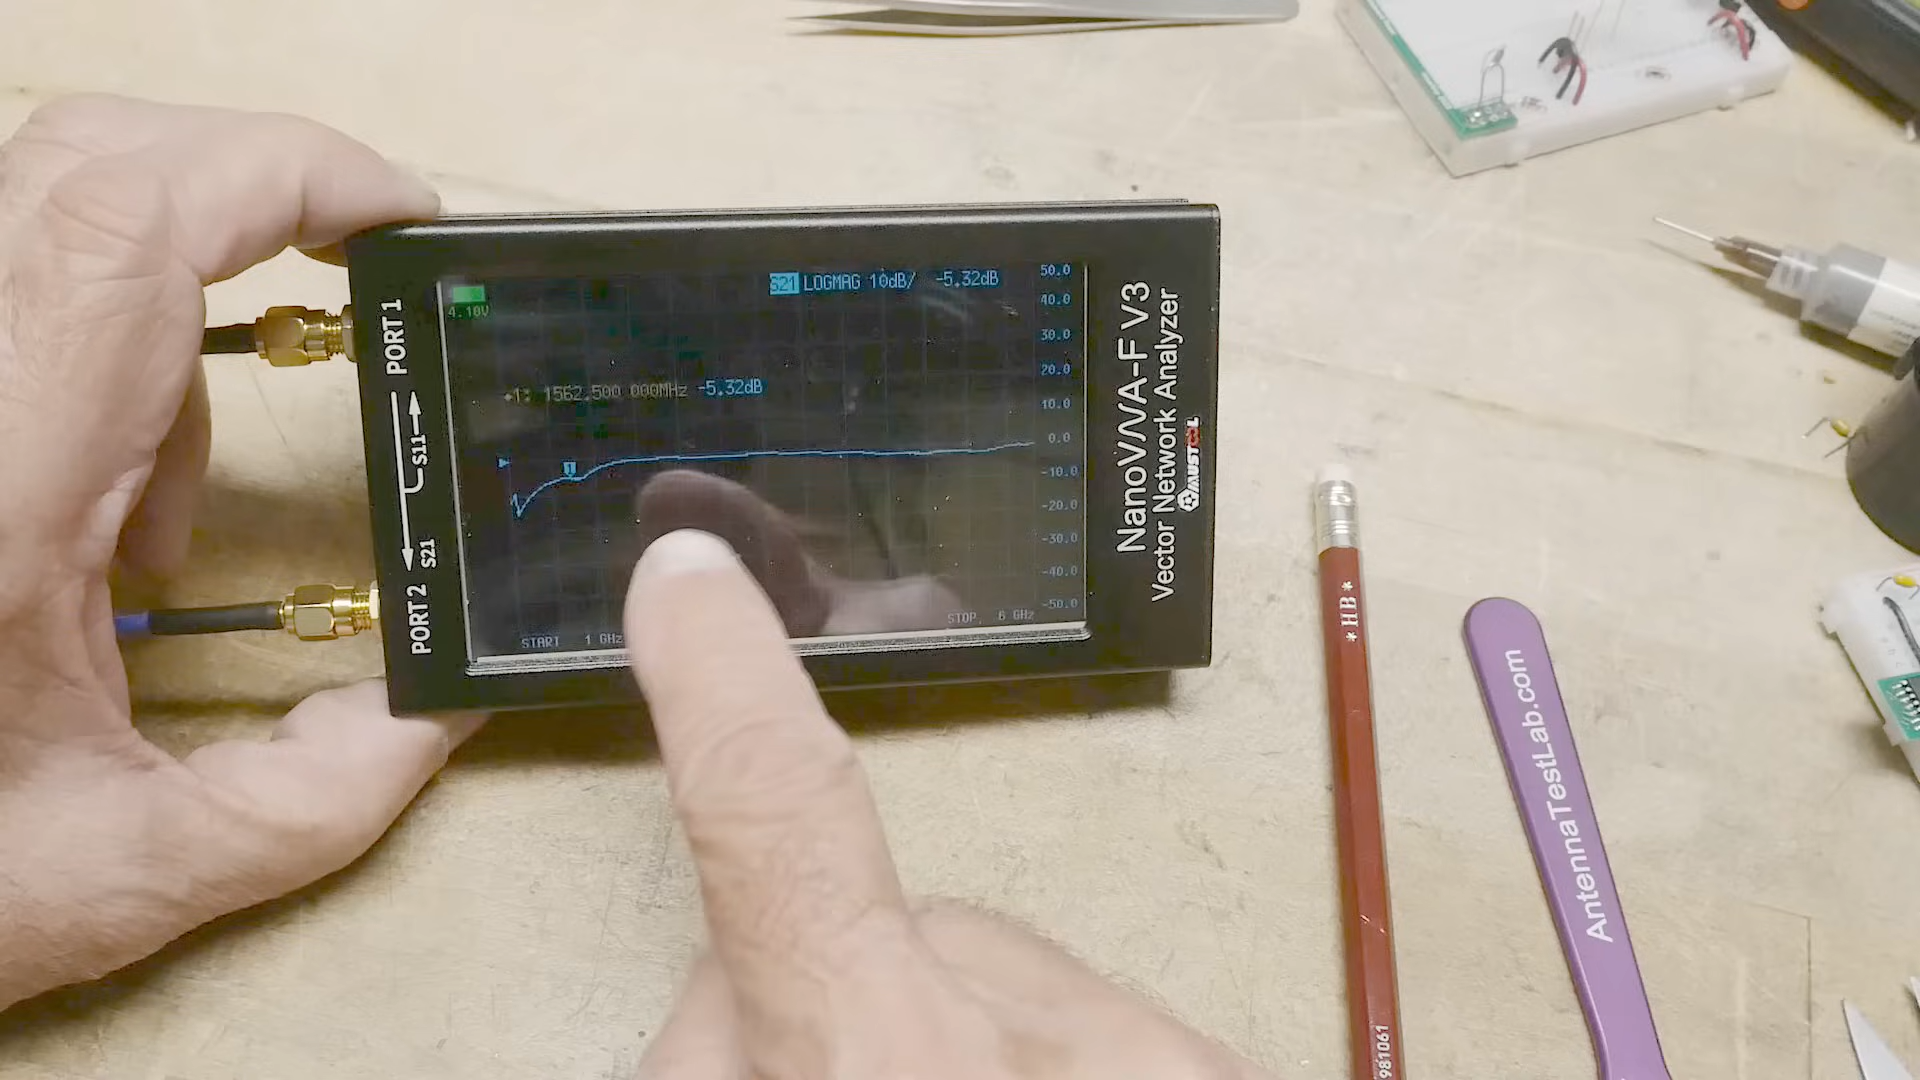 S21 LOGMAG 10dB/ -5.32dB
4.10V
1: 1562.500 000MHz -5.32dB
1
50.0
40.0
30.0
20.0
10.0
0.0
-10.0
-20.0
-30.0
-40.0
-50.0
START 1 GHz
STOP 6 GHz
PORT 1
S11
S21
PORT 2
NanoVNA-F V3
Vector Network Analyzer
*HB*
981061
AntennaTestLab.com